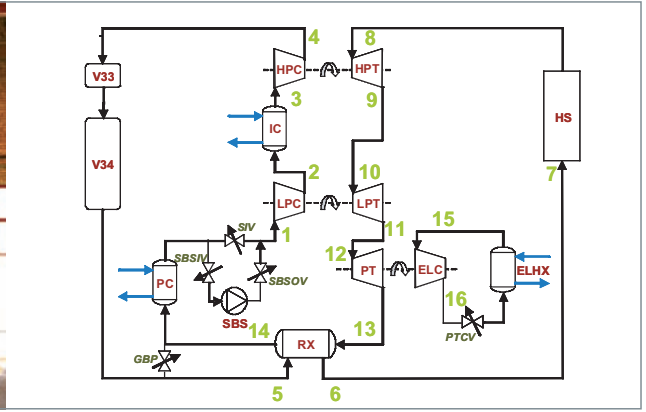 4
8
V33
HPC
HPT
3
9
HS
IC
V34
7
2
10
LPC
LPT
SIV
1
11
15
SBSIV
12
PC
SBSOV
PT
ELC
ELHX
16
SBS
14
13
PTCV
RX
GBP
5
6